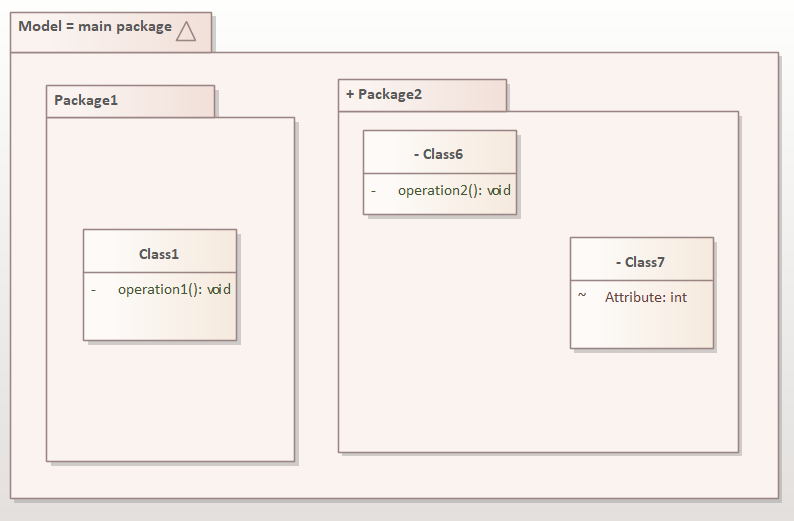 Model = main package
Package1
+ Package2
- Class6
- operation2(): void
Class1
- operation1(): void
- Class7
~ Attribute: int